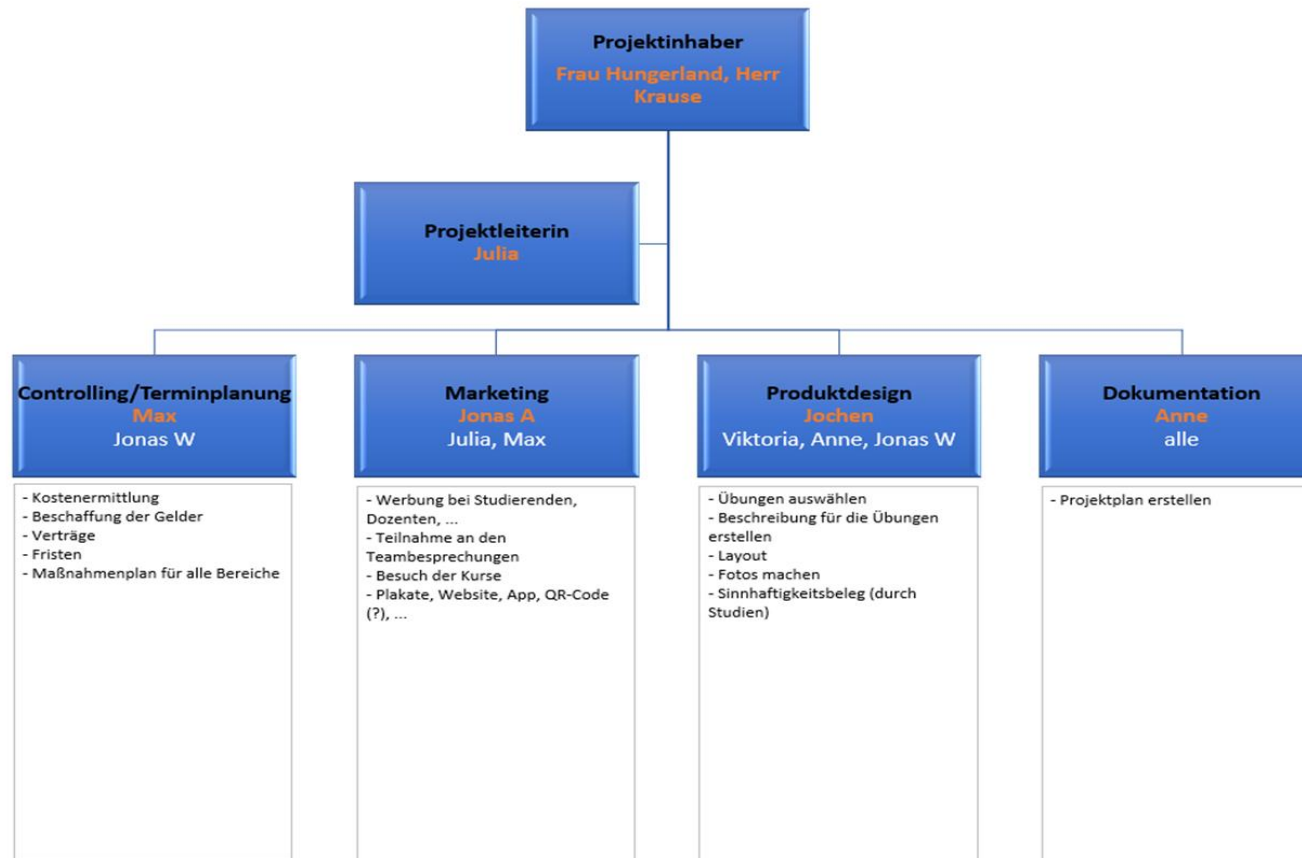 Projektinhaber
Frau Hungerland, Herr
Krause
Projektleiterin
Julia
Controlling/Terminplanung
Max
Jonas W
- Kostenermittlung
- Beschaffung der Gelder
- Verträge
- Fristen
- Maßnahmenplan für alle Bereiche
Marketing
Jonas A
Julia, Max
- Werbung bei Studierenden,
Dozenten, ...
- Teilnahme an den
Teambesprechungen
- Besuch der Kurse
- Plakate, Website, App, QR-Code
(?), ...
Produktdesign
Jochen
Viktoria, Anne, Jonas W
- Übungen auswählen
- Beschreibung für die Übungen
erstellen
- Layout
- Fotos machen
- Sinnhaftigkeitsbeleg (durch
Studien)
Dokumentation
Anne
alle
- Projektplan erstellen